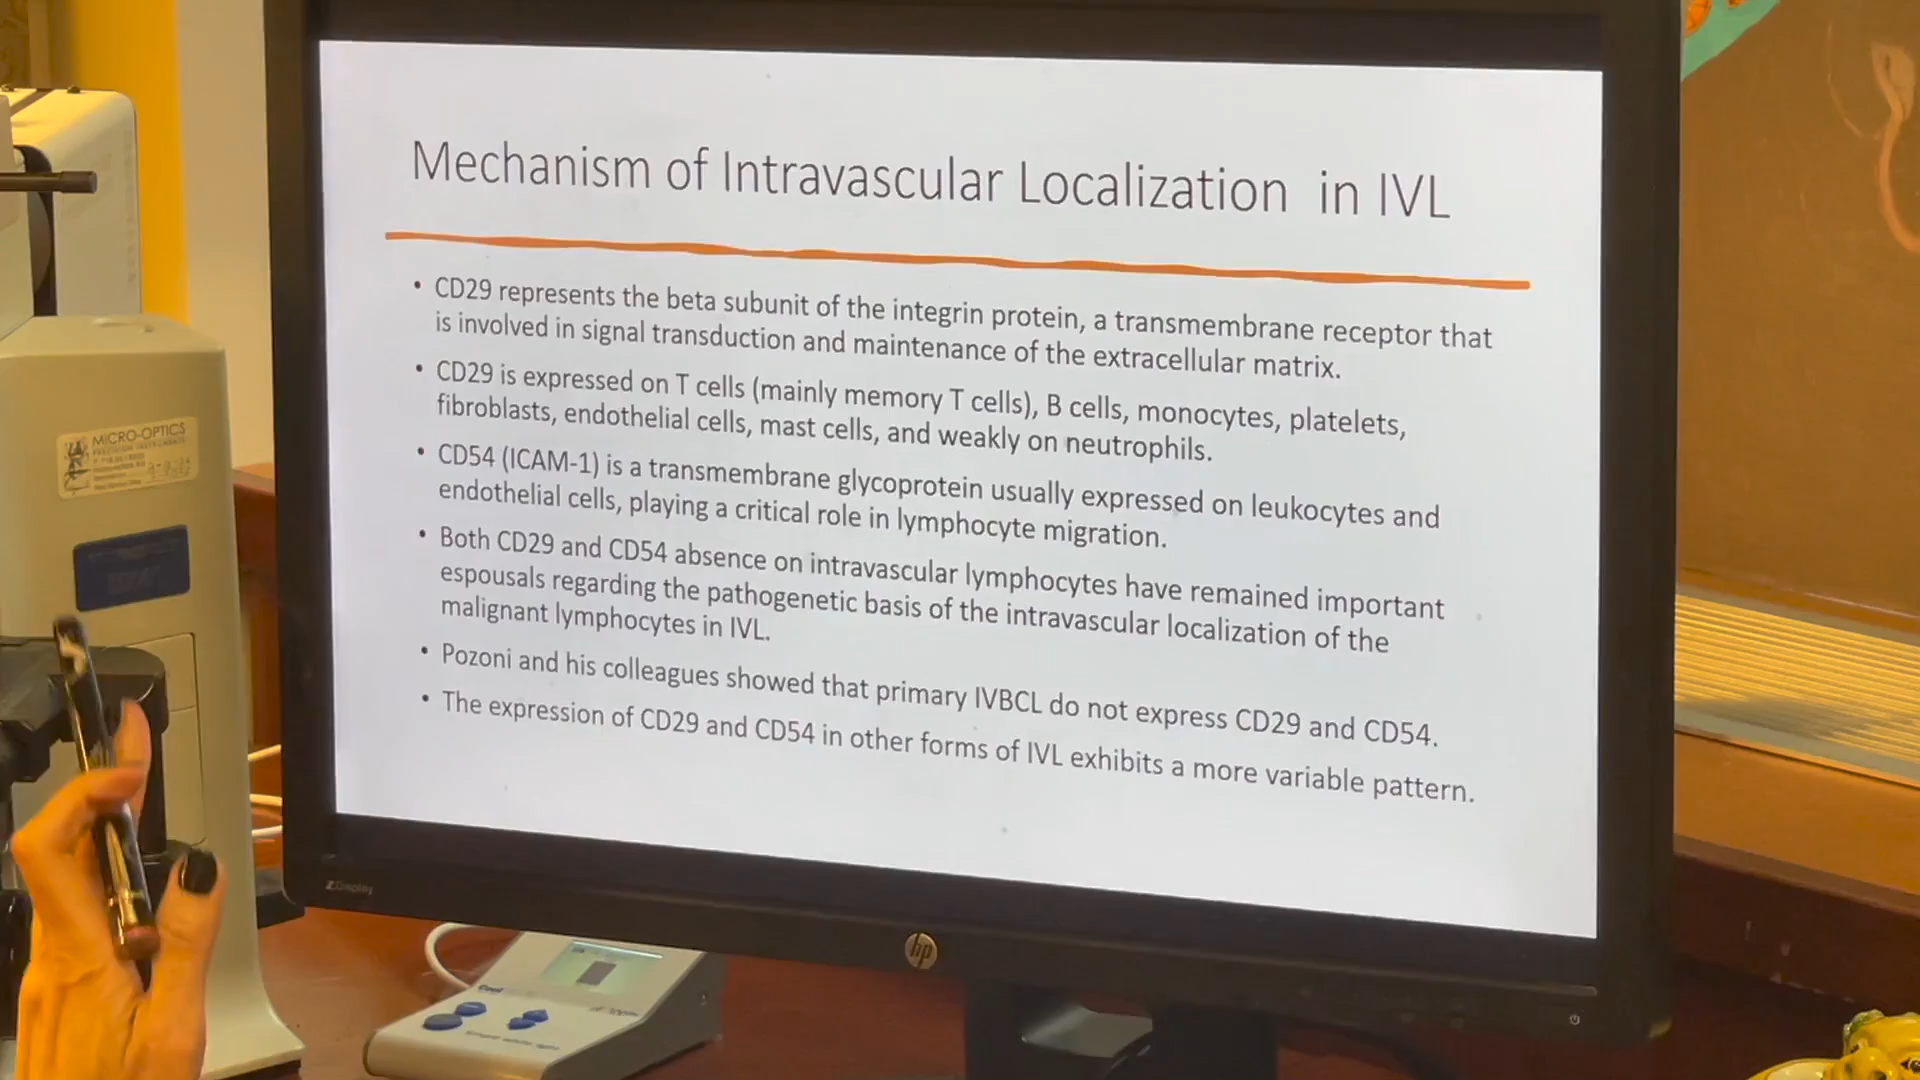 Mechanism of Intravascular Localization in IVL
• CD29 represents the beta subunit of the integrin protein, a transmembrane receptor that
is involved in signal transduction and maintenance of the extracellular matrix.
• CD29 is expressed on T cells (mainly memory T cells), B cells, monocytes, platelets,
fibroblasts, endothelial cells, mast cells, and weakly on neutrophils.
• CD54 (ICAM-1) is a transmembrane glycoprotein usually expressed on leukocytes and
endothelial cells, playing a critical role in lymphocyte migration.
• Both CD29 and CD54 absence on intravascular lymphocytes have remained important
espousals regarding the pathogenetic basis of the intravascular localization of the
malignant lymphocytes in IVL.
• Pozoni and his colleagues showed that primary IVBCL do not express CD29 and CD54.
• The expression of CD29 and CD54 in other forms of IVL exhibits a more variable pattern.
MICRO-OPTICS
PRECISION INSTRUMENTS
Z Display
hp